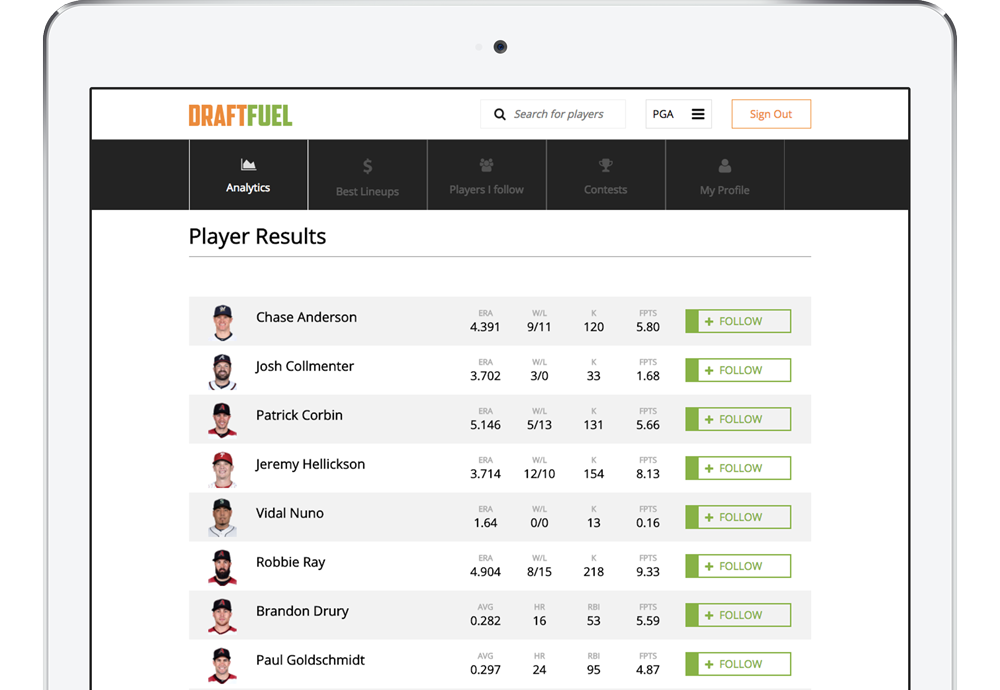 DRAFTFUEL
Search for players
PGA
Sign Out
Analytics
Best Lineups
Players I follow
Contests
My Profile
Player Results
Chase Anderson
ERA W/L K FPTS
4.391 9/11 120 5.80
+ FOLLOW
Josh Collmenter
ERA W/L K FPTS
3.702 3/0 33 1.68
+ FOLLOW
Patrick Corbin
ERA W/L K FPTS
5.146 5/13 131 5.66
+ FOLLOW
Jeremy Hellickson
ERA W/L K FPTS
3.714 12/10 154 8.13
+ FOLLOW
Vidal Nuno
ERA W/L K FPTS
1.64 0/0 13 0.16
+ FOLLOW
Robbie Ray
ERA W/L K FPTS
4.904 8/15 218 9.33
+ FOLLOW
Brandon Drury
AVG HR RBI FPTS
0.282 16 53 5.59
+ FOLLOW
Paul Goldschmidt
AVG HR RBI FPTS
0.297 24 95 4.87
+ FOLLOW